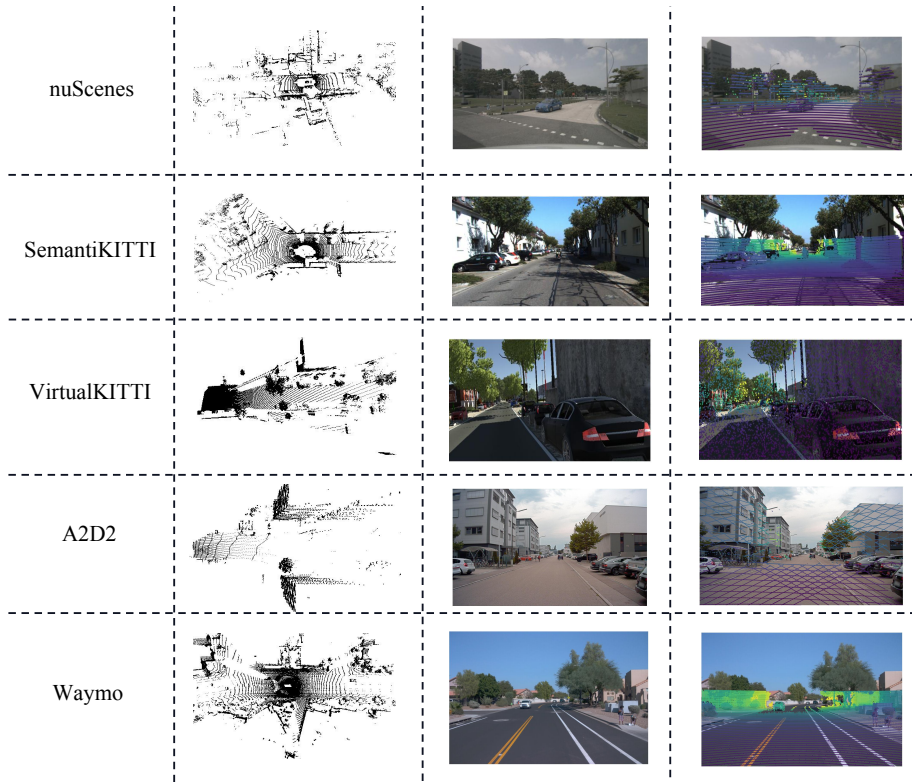 nuScenes
SemantiKITTI
VirtualKITTI
A2D2
Waymo